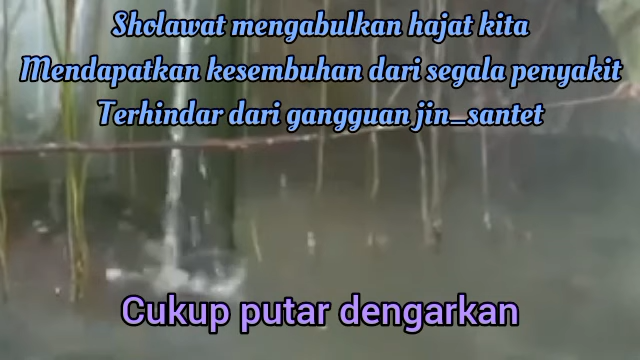 Sholawat mengabulkan hajat kita
Mendapatkan kesembuhan dari segala penyakit
Terhindar dari gangguan jin_santet
Cukup putar dengarkan